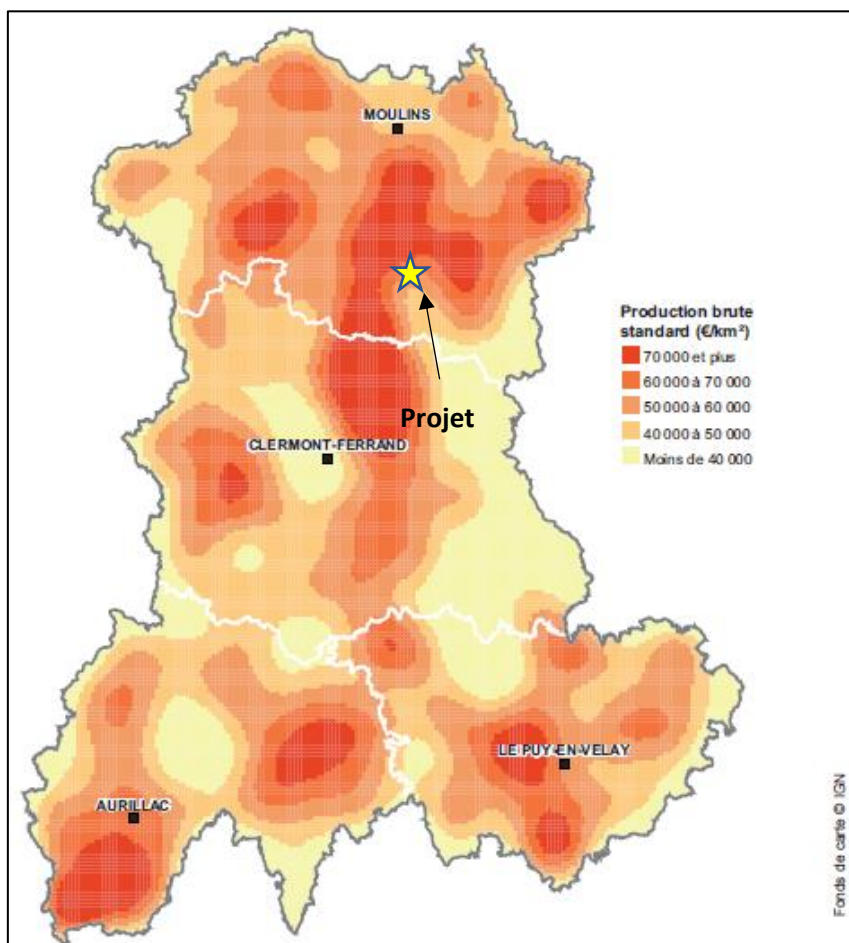 MOULINS
Production brute
standard (€/km²)
70 000 et plus
60 000 à 70 000
50 000 à 60 000
40 000 à 50 000
Moins de 40 000
Projet
CLERMONT-FERRAND
LE PUY-EN-VELAY
AURILLAC
Fonds de carte © IGN